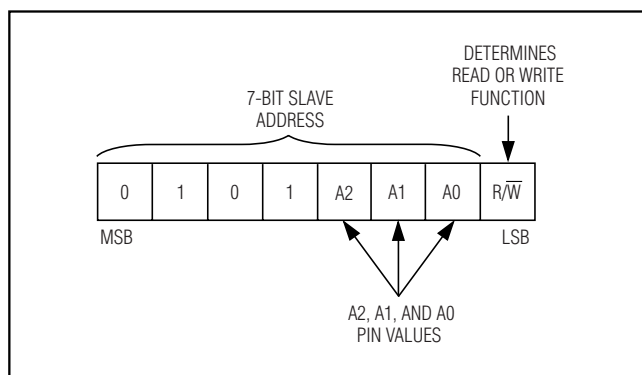 DETERMINES
READ OR WRITE
FUNCTION
7-BIT SLAVE
ADDRESS
0 1 0 1 A2 A1 A0 R/W̅
MSB LSB
A2, A1, AND A0
PIN VALUES